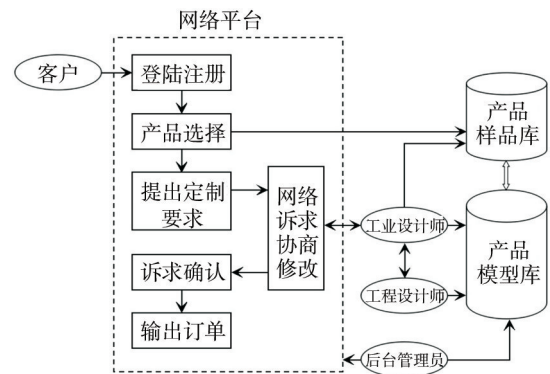 网络平台
客户
登陆注册
产品选择
提出定制
要求
网络
诉求
协商
修改
诉求确认
输出订单
工业设计师
工程设计师
后台管理员
产品
样品库
产品
模型库